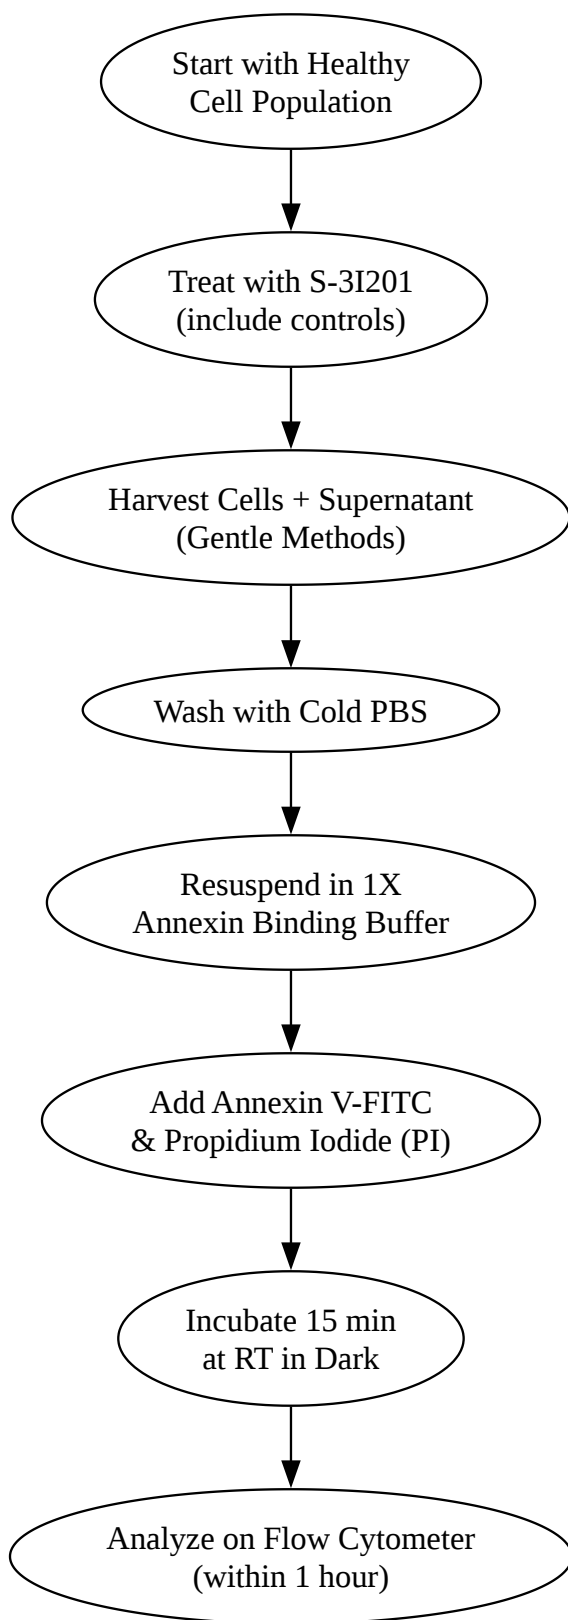 Start with Healthy
Cell Population
Treat with S-3I201
(include controls)
Harvest Cells + Supernatant
(Gentle Methods)
Wash with Cold PBS
Resuspend in 1X
Annexin Binding Buffer
Add Annexin V-FITC
& Propidium Iodide (PI)
Incubate 15 min
at RT in Dark
Analyze on Flow Cytometer
(within 1 hour)